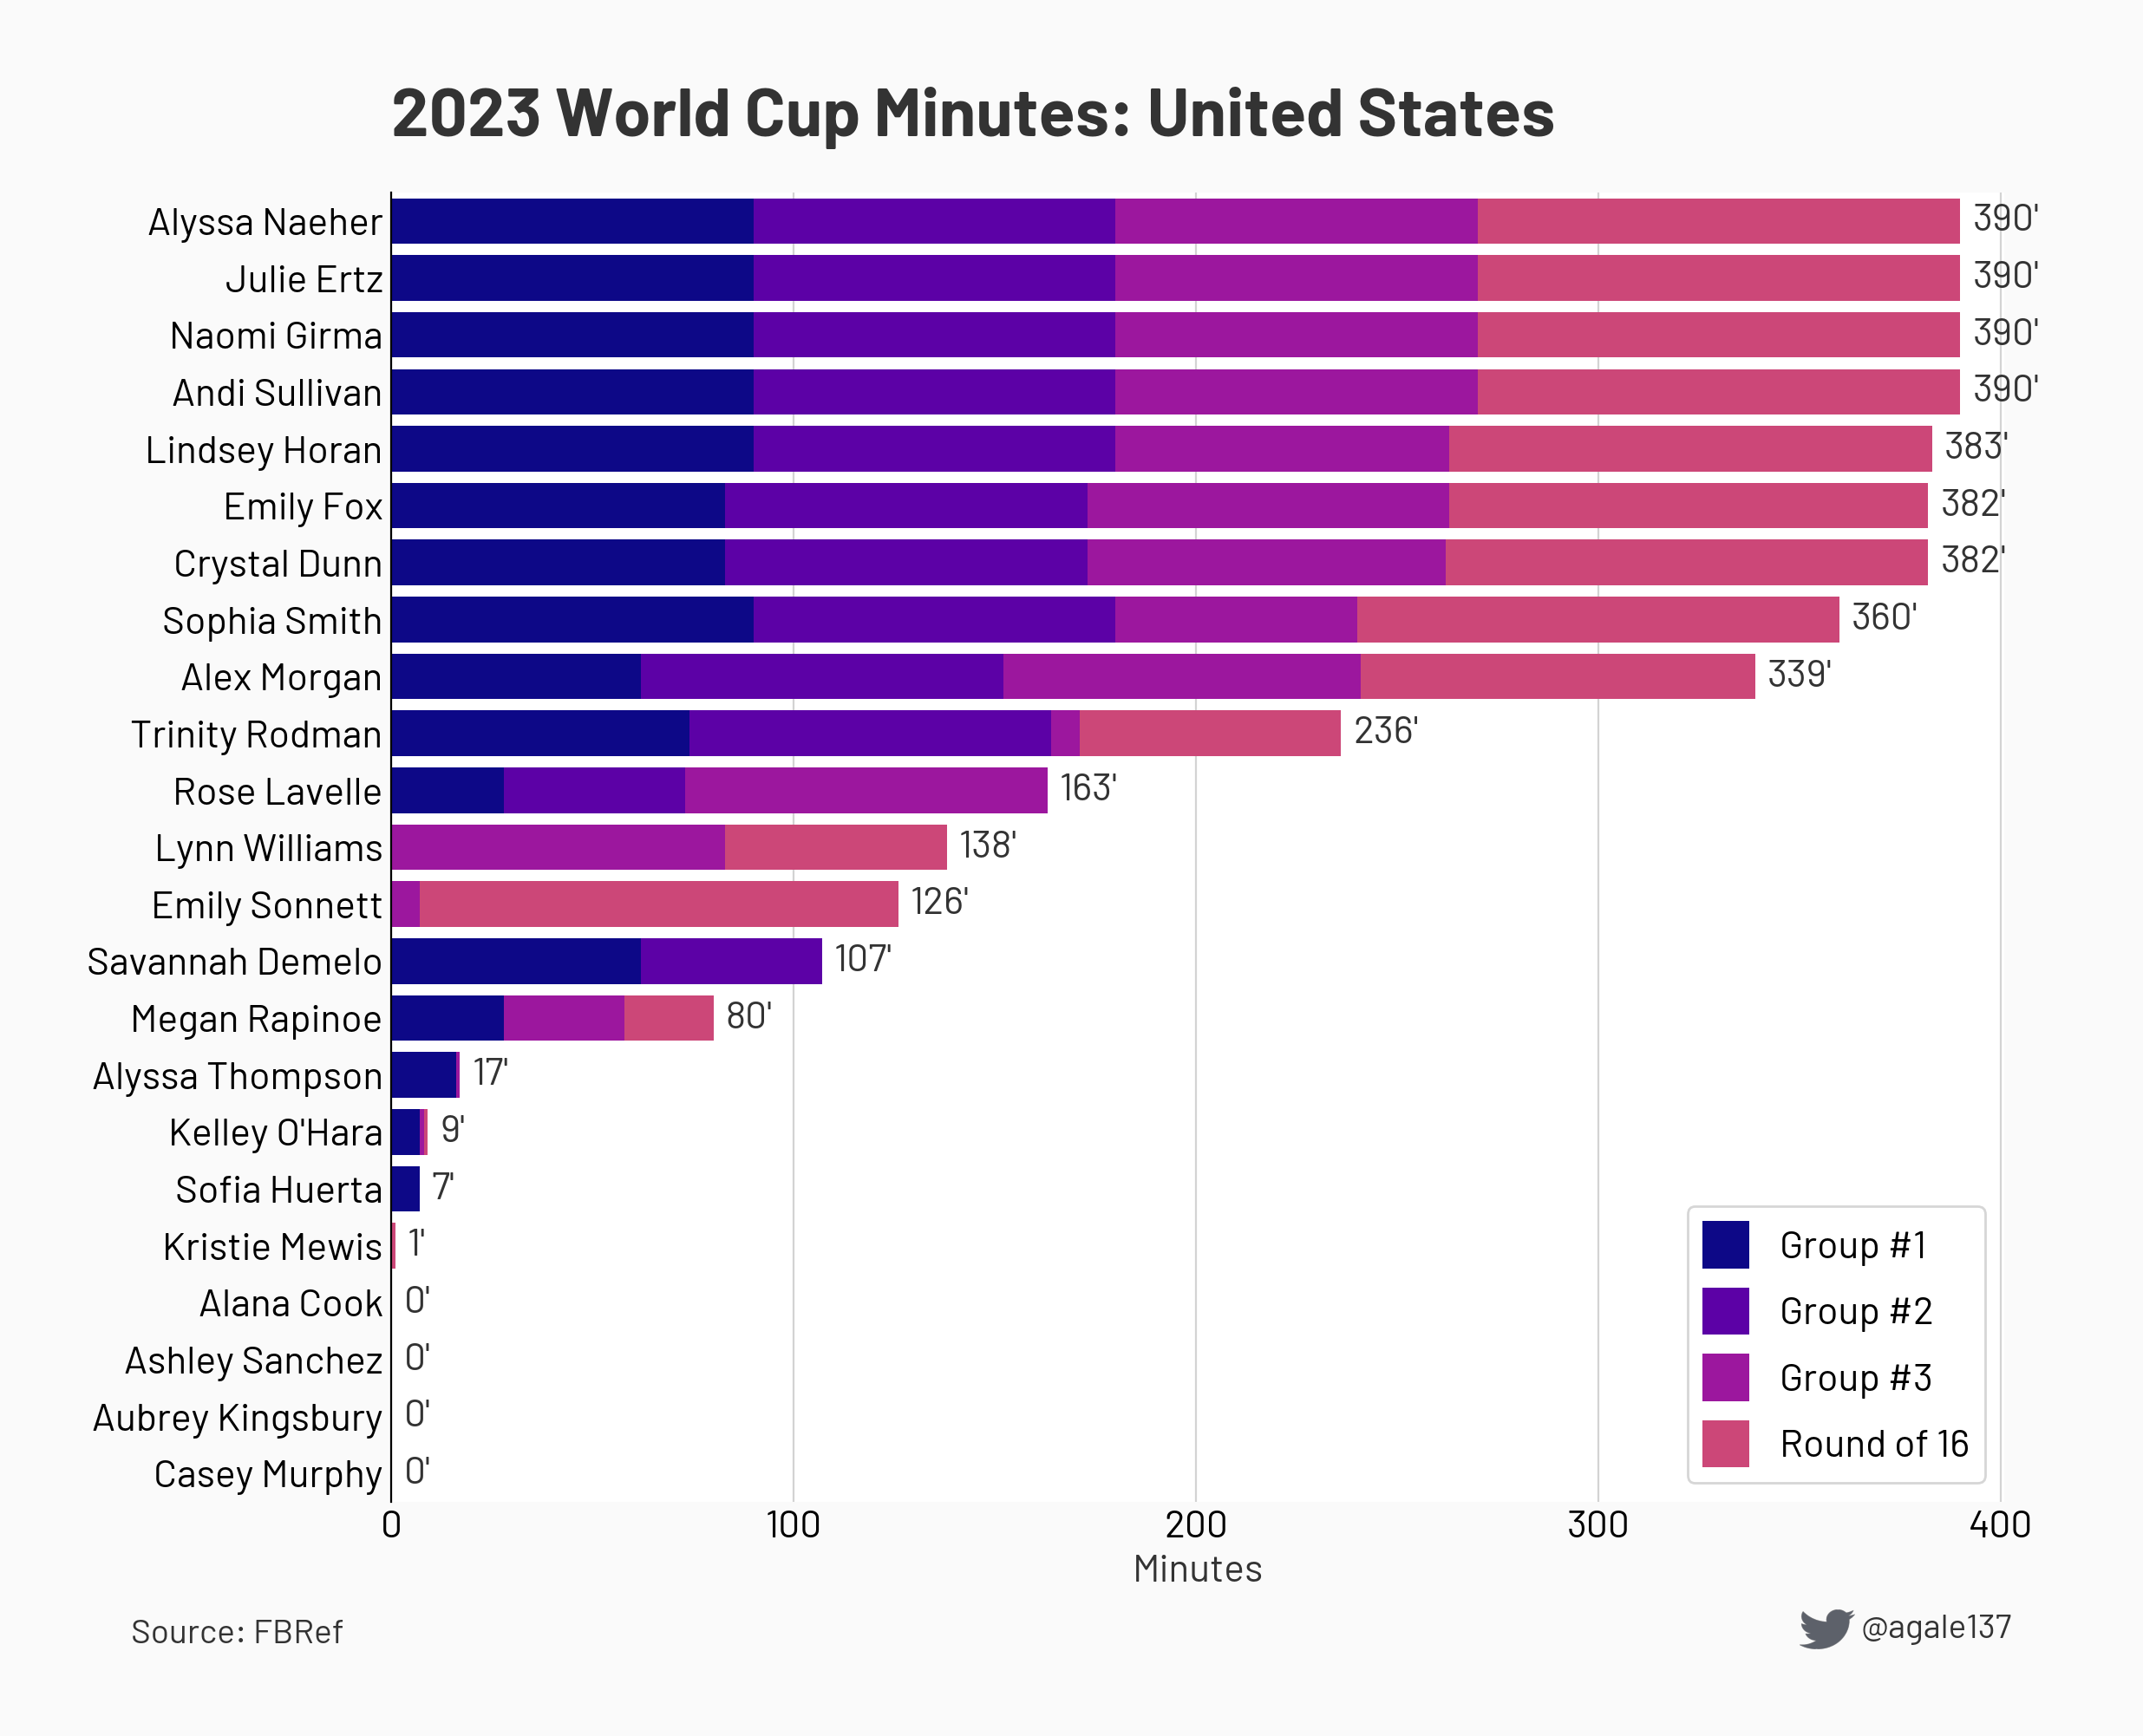 2023 World Cup Minutes: United States
Alyssa Naeher 390'
Julie Ertz 390'
Naomi Girma 390'
Andi Sullivan 390'
Lindsey Horan 383'
Emily Fox 382'
Crystal Dunn 382'
Sophia Smith 360'
Alex Morgan 339'
Trinity Rodman 236'
Rose Lavelle 163'
Lynn Williams 138'
Emily Sonnett 126'
Savannah Demelo 107'
Megan Rapinoe 80'
Alyssa Thompson 17'
Kelley O'Hara 9'
Sofia Huerta 7'
Kristie Mewis 1'
Alana Cook 0'
Ashley Sanchez 0'
Aubrey Kingsbury 0'
Casey Murphy 0'
Group #1
Group #2
Group #3
Round of 16
0 100 200 300 400
Minutes
Source: FBRef
@agale137